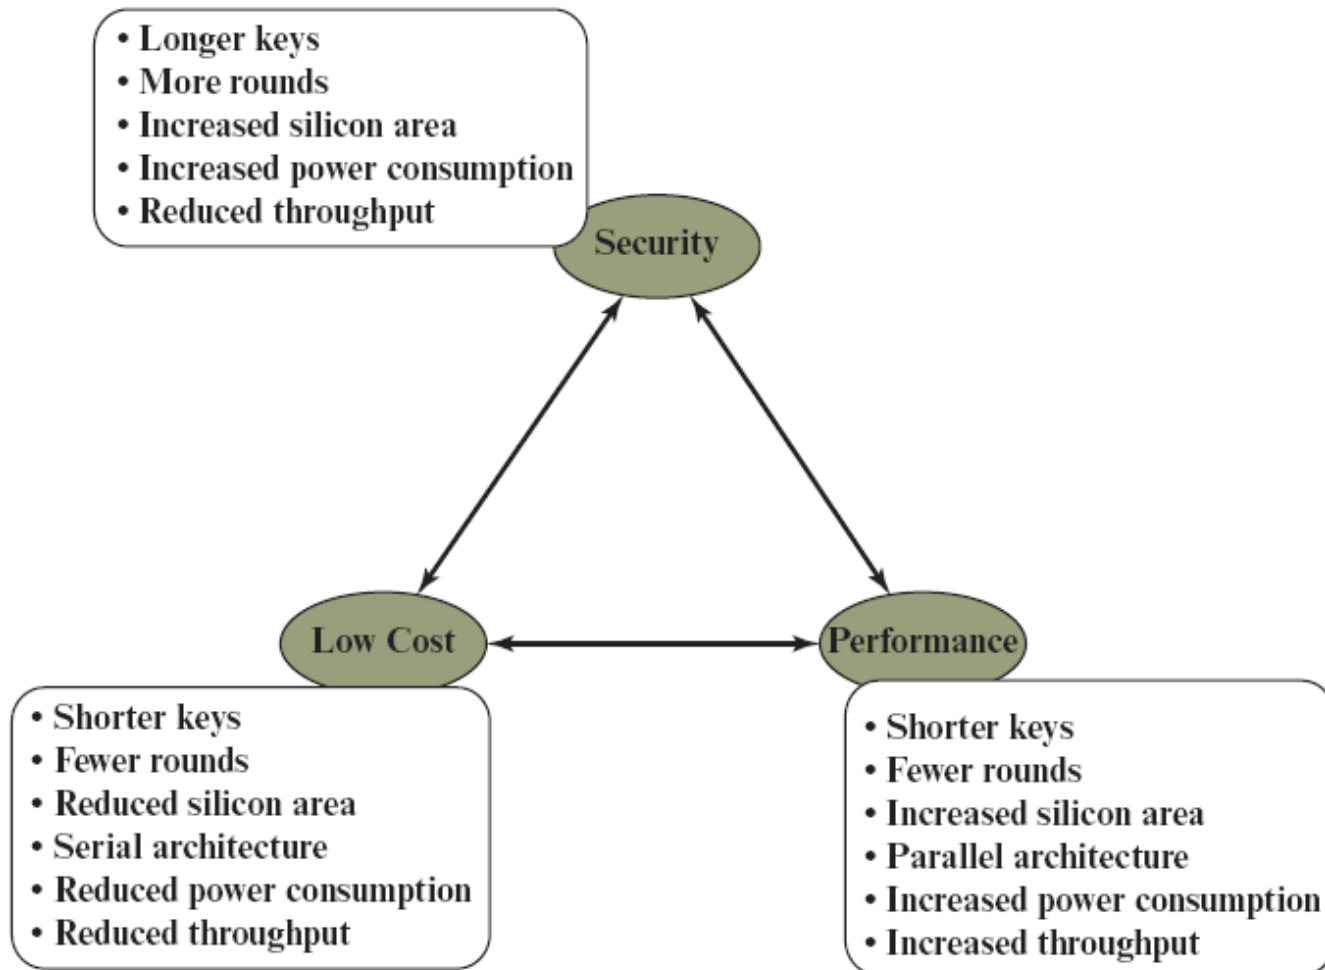 • Longer keys
• More rounds
• Increased silicon area
• Increased power consumption
• Reduced throughput
Security
Low Cost
Performance
• Shorter keys
• Fewer rounds
• Reduced silicon area
• Serial architecture
• Reduced power consumption
• Reduced throughput
• Shorter keys
• Fewer rounds
• Increased silicon area
• Parallel architecture
• Increased power consumption
• Increased throughput